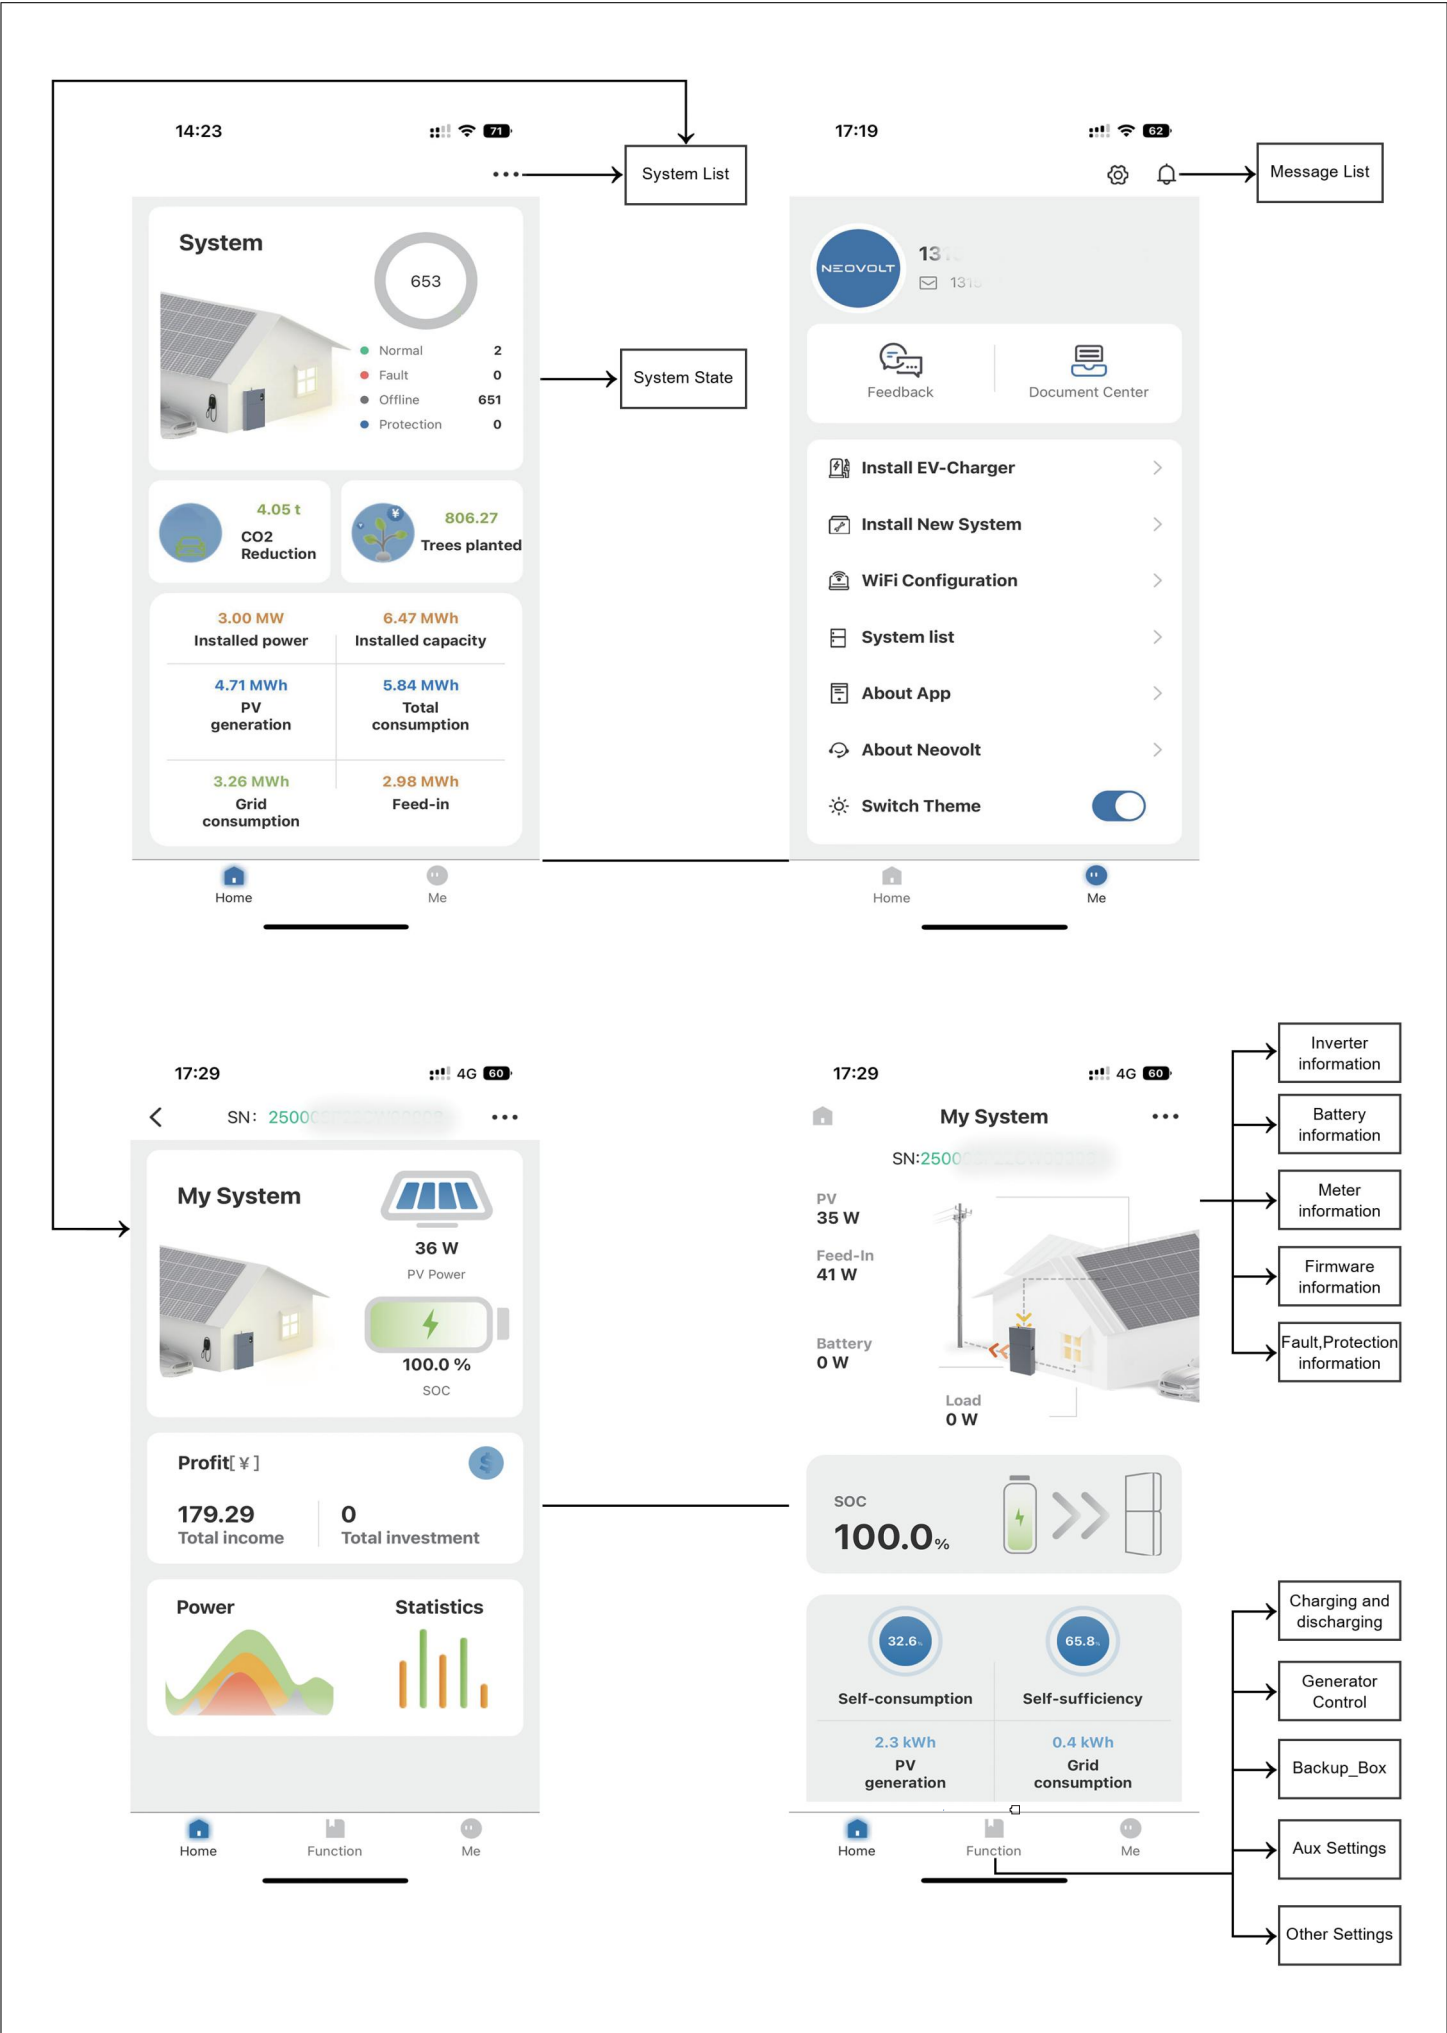 14:23
71
System List
System
653
Normal 2
Fault 0
Offline 651
Protection 0
System State
4.05 t
CO2
Reduction
¥
806.27
Trees planted
3.00 MW
Installed power
6.47 MWh
Installed capacity
4.71 MWh
PV
generation
5.84 MWh
Total
consumption
3.26 MWh
Grid
consumption
2.98 MWh
Feed-in
Home
Me
17:19
62
Message List
NEOVOLT
13
1315
Feedback
Document Center
Install EV-Charger
Install New System
WiFi Configuration
System list
About App
About Neovolt
Switch Theme
Home
Me
17:29
4G 60
SN: 2500
My System
36 W
PV Power
100.0 %
SOC
Profit[¥]
$
179.29
Total income
0
Total investment
Power
Statistics
Home
Function
Me
17:29
4G 60
My System
SN:2500
PV
35 W
Feed-In
41 W
Battery
0 W
Load
0 W
SOC
100.0%
32.6%
Self-consumption
65.8%
Self-sufficiency
2.3 kWh
PV
generation
0.4 kWh
Grid
consumption
Home
Function
Me
Inverter
information
Battery
information
Meter
information
Firmware
information
Fault,Protection
information
Charging and
discharging
Generator
Control
Backup_Box
Aux Settings
Other Settings